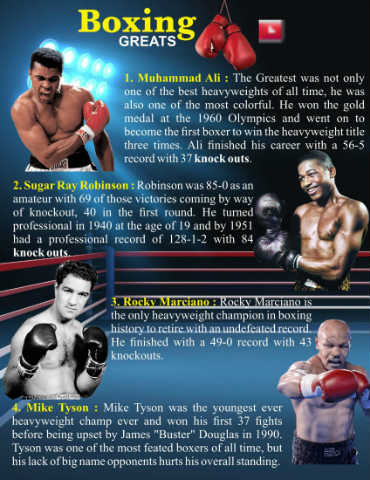 Boxing
GREATS
1. Muhammad Ali : The Greatest was not only
one of the best heavyweights of all time, he was
also one of the most colorful. He won the gold
medal at the 1960 Olympics and went on to
become the first boxer to win the heavyweight title
three times. Ali finished his career with a 56-5
record with 37 knock outs.
2. Sugar Ray Robinson : Robinson was 85-0 as an
amateur with 69 of those victories coming by way
of knockout, 40 in the first round. He turned
professional in 1940 at the age of 19 and by 1951
had a professional record of 128-1-2 with 84
knock outs.
3. Rocky Marciano : Rocky Marciano is
the only heavyweight champion in boxing
history to retire with an undefeated record.
He finished with a 49-0 record with 43
knockouts.
4. Mike Tyson : Mike Tyson was the youngest ever
heavyweight champ ever and won his first 37 fights
before being upset by James "Buster" Douglas in 1990.
Tyson was one of the most feated boxers of all time, but
his lack of big name opponents hurts his overall standing.